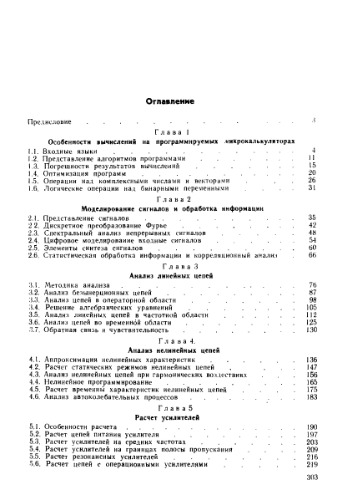 Оглавление
Предисловие . . . 3
Глава 1
Особенности вычислений на программируемых микрокалькуляторах
1.1. Входные языки . . . 4
1.2. Представление алгоритмов программами . . . 11
1.3. Погрешности результатов вычислений . . . 15
1.4. Оптимизация программ . . . 20
1.5. Операции над комплексными числами и векторами . . . 26
1.6. Логические операции над бинарными переменными . . . 31
Глава 2
Моделирование сигналов и обработка информации
2.1. Представление сигналов . . . 35
2.2. Дискретное преобразование Фурье . . . 42
2.3. Спектральный анализ непрерывных сигналов . . . 48
2.4. Цифровое моделирование входные сигналов . . . 54
2.5. Элементы синтеза сигналов . . . 60
2.6. Статистическая обработка информации и корреляционный анализ . . . 66
Глава 3
Анализ линейных цепей
3.1. Методика анализа . . . 76
3.2. Анализ безынерционных цепей . . . 87
3.3. Анализ цепей в операторной области . . . 98
3.4. Решение алгебраических уравнений . . . 105
3.5. Анализ линейных цепей в частотной области . . . 112
3.6. Анализ цепей во временной области . . . 125
3.7. Обратная связь и чувствительность . . . 130
Глава 4.
Анализ нелинейных цепей
4.1. Аппроксимация нелинейных характеристик . . . 136
4.2. Расчет статических режимов нелинейных цепей . . . 147
4.3. Анализ нелинейных цепей при гармонических воздействиях . . . 156
4.4. Нелинейное программирование . . . 165
4.5. Расчет временны́х характеристик нелинейных цепей . . . 175
4.6. Анализ автоколебательных процессов . . . 183
Глава 5
Расчет усилителей
5.1. Особенности расчета . . . 190
5.2. Расчет цепей питания усилителя . . . 197
5.3. Расчет усилителей на средних частотах . . . 203
5.4. Расчет усилителей на границах полосы пропускания . . . 209
5.5. Расчет резонансных усилителей . . . 216
5.6. Расчет цепей с операционными усилителями . . . 219
303